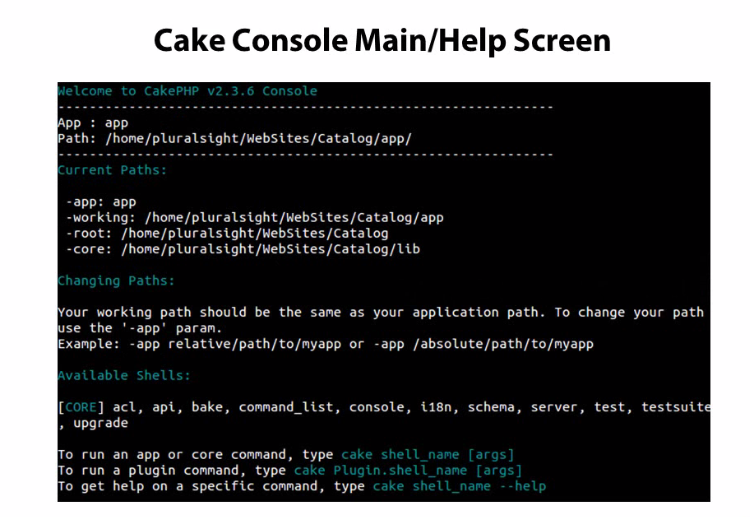 Cake Console Main/Help Screen
Welcome to CakePHP v2.3.6 Console
---------------------------------------------------------------
App : app
Path: /home/pluralsight/WebSites/Catalog/app/
---------------------------------------------------------------
Current Paths:
-app: app
-working: /home/pluralsight/WebSites/Catalog/app
-root: /home/pluralsight/WebSites/Catalog
-core: /home/pluralsight/WebSites/Catalog/lib
Changing Paths:
Your working path should be the same as your application path. To change your path
use the '-app' param.
Example: -app relative/path/to/myapp or -app /absolute/path/to/myapp
Available Shells:
[CORE] acl, api, bake, command_list, console, i18n, schema, server, test, testsuite
, upgrade
To run an app or core command, type cake shell_name [args]
To run a plugin command, type cake Plugin.shell_name [args]
To get help on a specific command, type cake shell_name --help